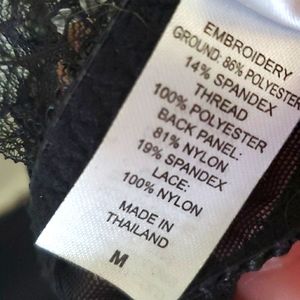 EMBROIDERY
GROUND: 86% POLYESTER
14% SPANDEX
THREAD
100% POLYESTER
BACK PANEL:
81% NYLON
19% SPANDEX
LACE:
100% NYLON
MADE IN
THAILAND
M